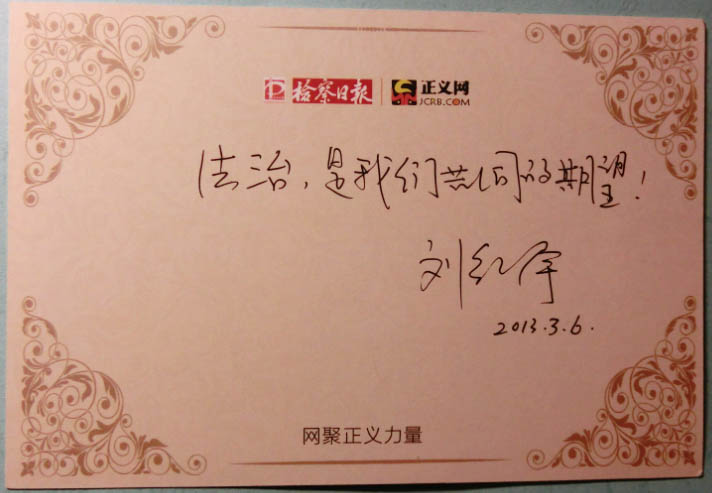 检察日报 正义网
JCRB.COM
法治，是我们共同的期望！
刘红宇
2013.3.6.
网聚正义力量